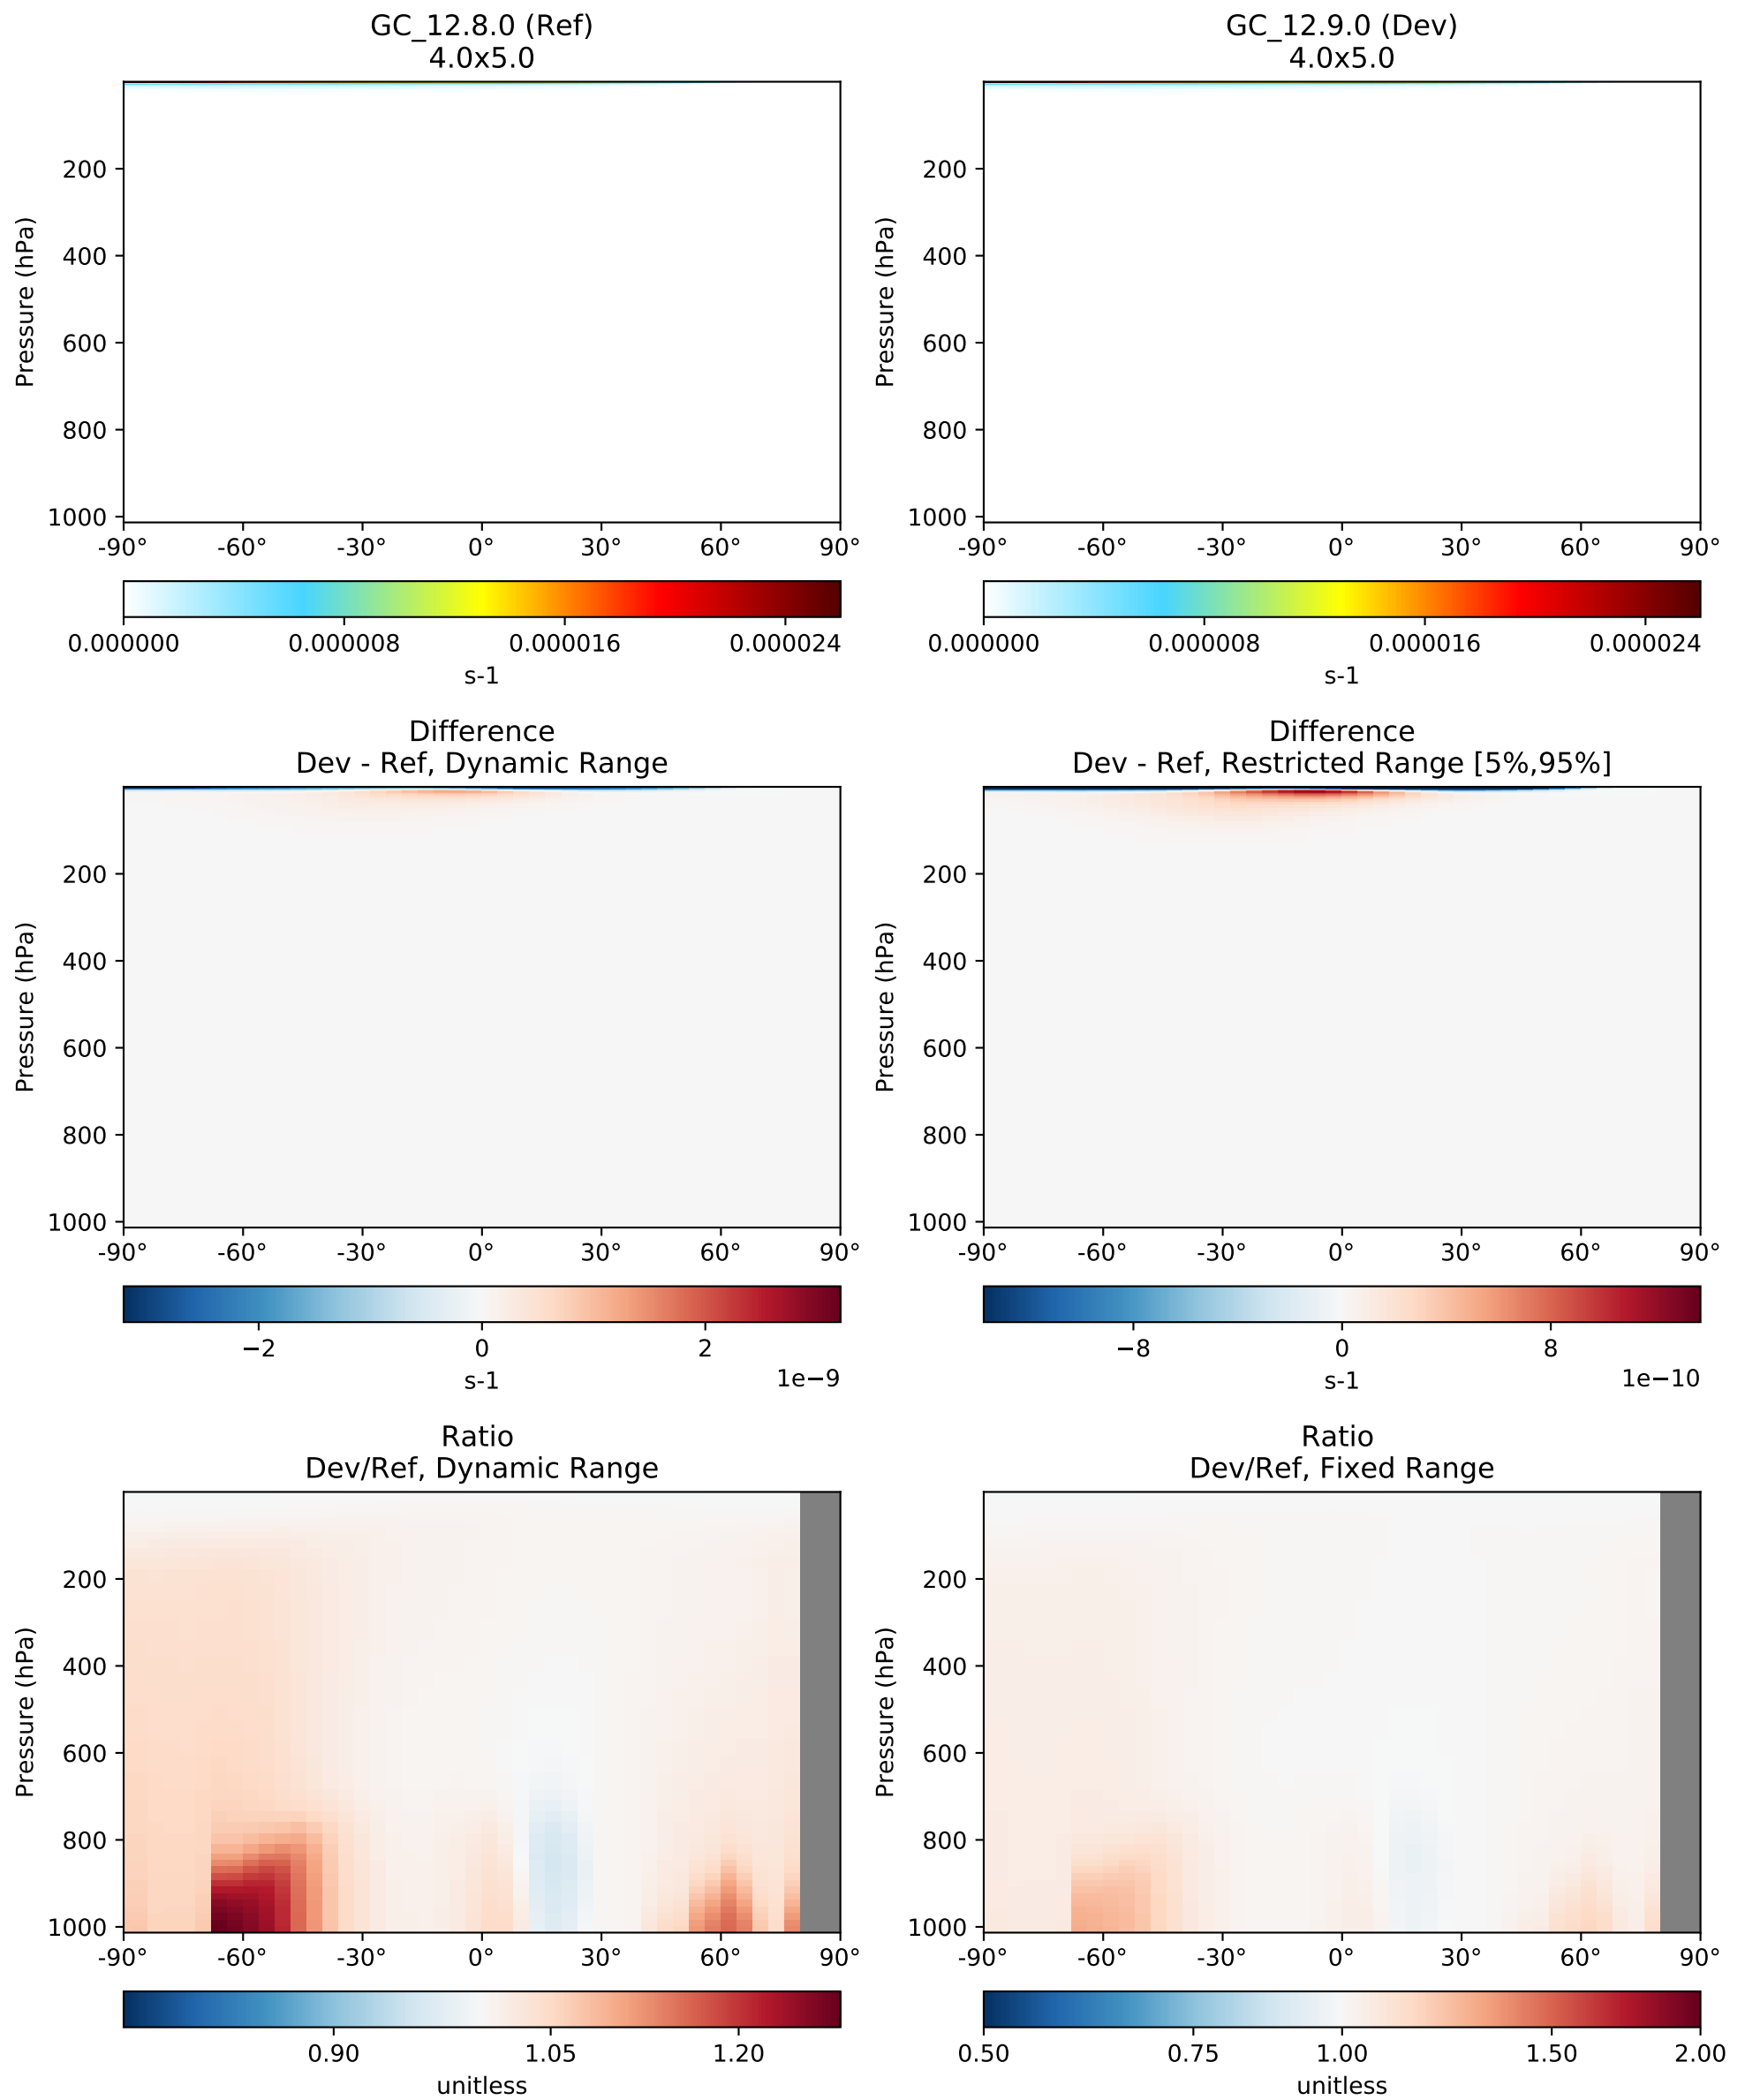 GC_12.8.0 (Ref)
4.0x5.0
Pressure (hPa)
200
400
600
800
1000
-90° -60° -30° 0° 30° 60° 90°
0.000000 0.000008 0.000016 0.000024
s-1
GC_12.9.0 (Dev)
4.0x5.0
Pressure (hPa)
200
400
600
800
1000
-90° -60° -30° 0° 30° 60° 90°
0.000000 0.000008 0.000016 0.000024
s-1
Difference
Dev - Ref, Dynamic Range
Pressure (hPa)
200
400
600
800
1000
-90° -60° -30° 0° 30° 60° 90°
−2 0 2
s-1 1e−9
Difference
Dev - Ref, Restricted Range [5%,95%]
Pressure (hPa)
200
400
600
800
1000
-90° -60° -30° 0° 30° 60° 90°
−8 0 8
s-1 1e−10
Ratio
Dev/Ref, Dynamic Range
Pressure (hPa)
200
400
600
800
1000
-90° -60° -30° 0° 30° 60° 90°
0.90 1.05 1.20
unitless
Ratio
Dev/Ref, Fixed Range
Pressure (hPa)
200
400
600
800
1000
-90° -60° -30° 0° 30° 60° 90°
0.50 0.75 1.00 1.50 2.00
unitless